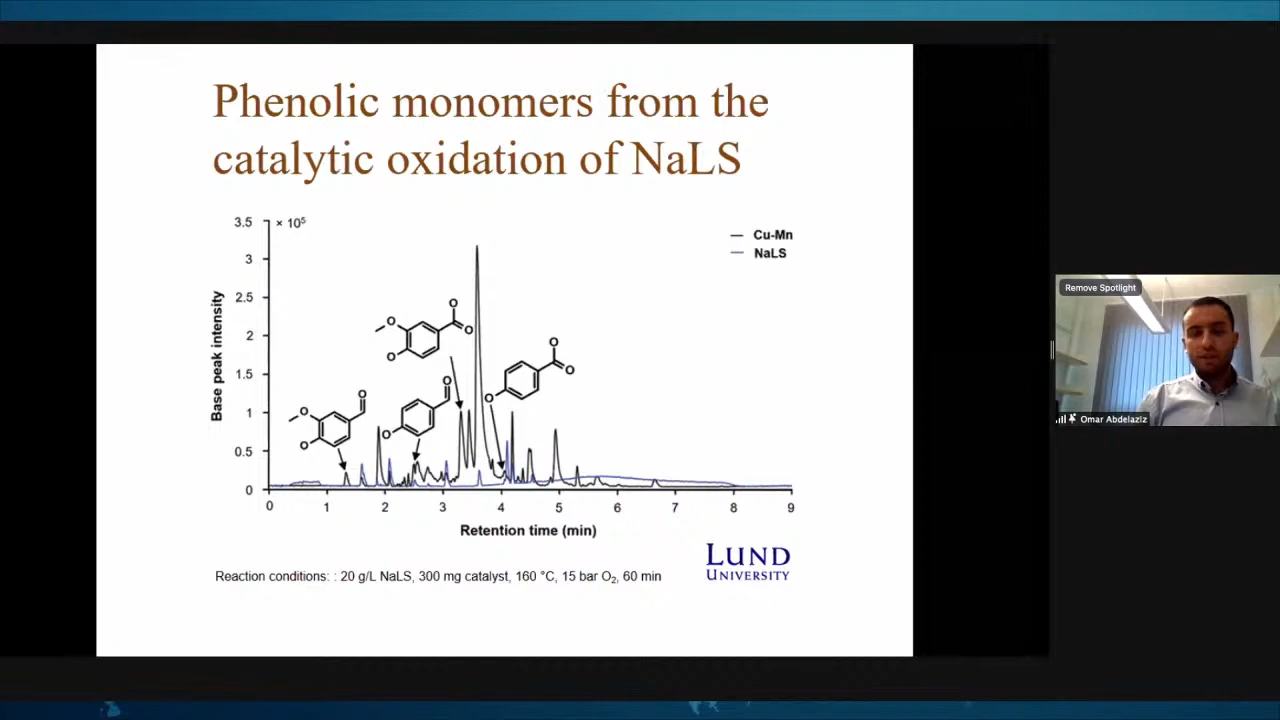 Phenolic monomers from the
catalytic oxidation of NaLS
3.5
× 10⁵
3
2.5
2
1.5
1
0.5
0
Base peak intensity
Cu-Mn
NaLS
O
O
O
O
O
O
O
O
O
O
O
O
0 1 2 3 4 5 6 7 8 9
Retention time (min)
LUND
UNIVERSITY
Reaction conditions: : 20 g/L NaLS, 300 mg catalyst, 160 °C, 15 bar O₂, 60 min
Remove Spotlight
Omar Abdelaziz